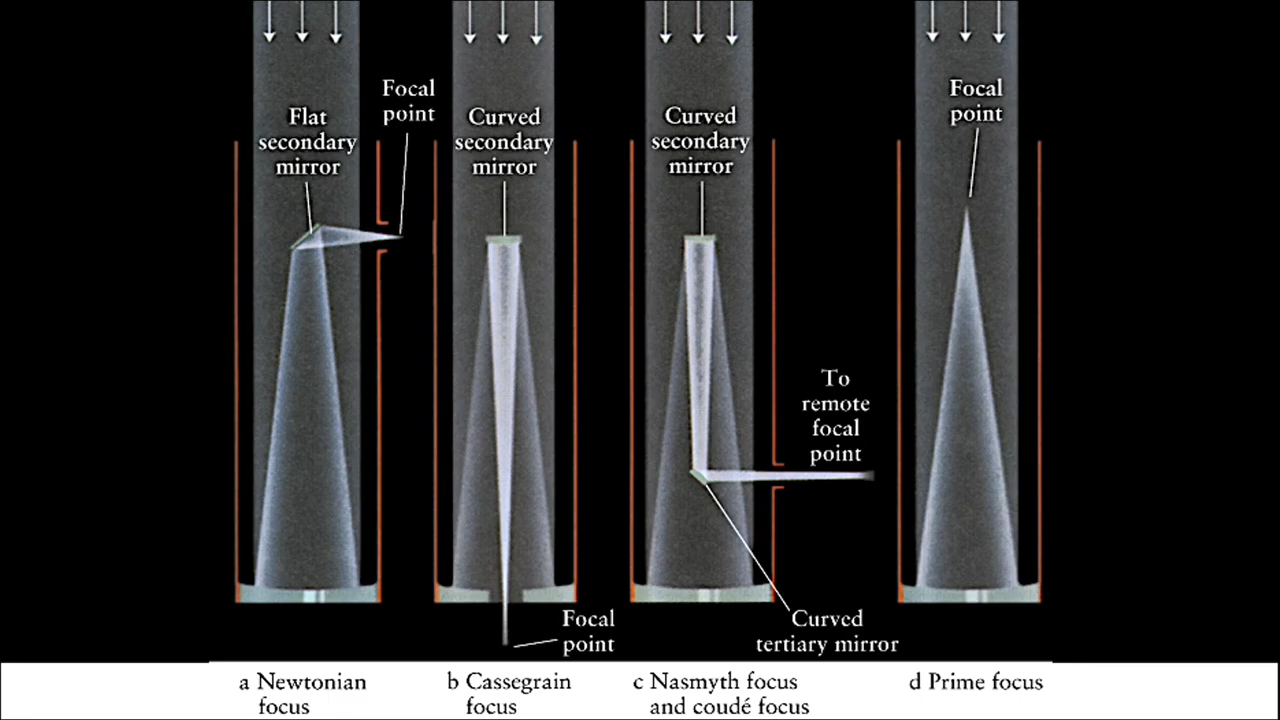 Flat
secondary
mirror
Focal
point
Curved
secondary
mirror
Focal
point
Curved
secondary
mirror
To
remote
focal
point
Curved
tertiary mirror
Focal
point
a Newtonian
focus
b Cassegrain
focus
c Nasmyth focus
and coudé focus
d Prime focus